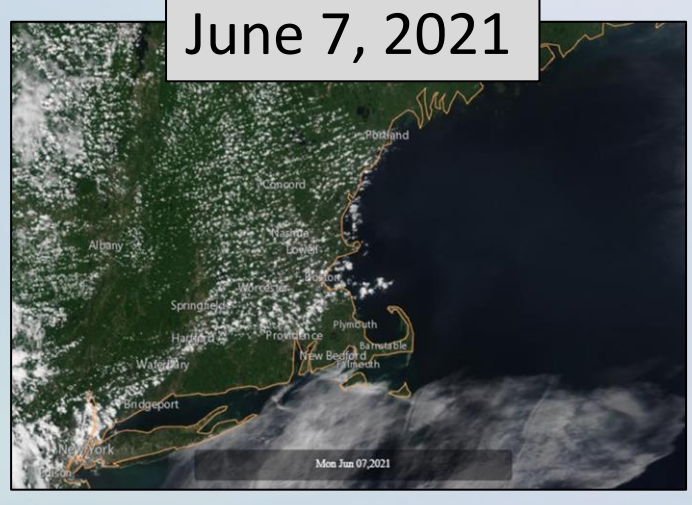 June 7, 2021
Portland
Concord
Nashua
Lowell
Albany
Boston
Worcester
Springfield
Plymouth
Hartford
Providence
Barnstable
New Bedford
Falmouth
Waterbury
Bridgeport
New York
Edison
Mon Jun 07,2021